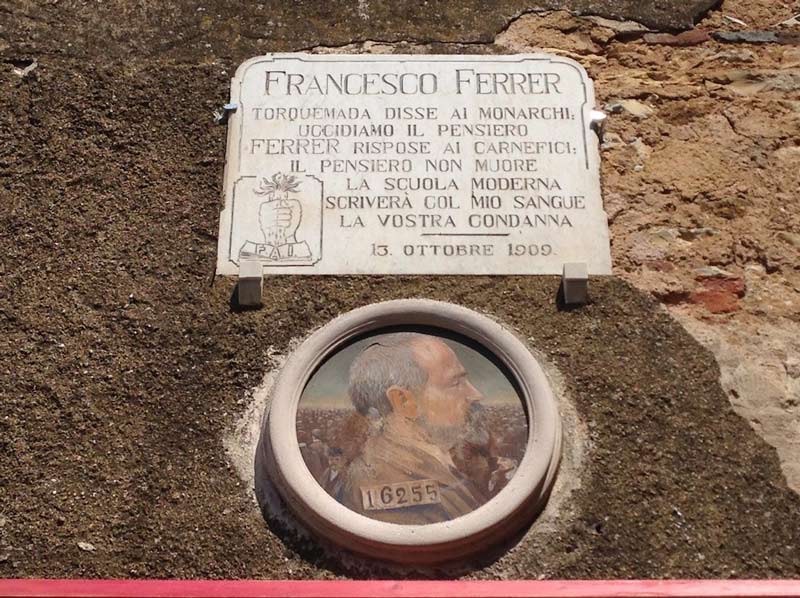 FRANCESCO FERRER
TORQUEMADA DISSE AI MONARCHI;
UCCIDIAMO IL PENSIERO
FERRER RISPOSE AI CARNEFICI;
IL PENSIERO NON MUORE
LA SCUOLA MODERNA
SCRIVERÀ COL MIO SANGUE
LA VOSTRA CONDANNA
P.A.I.
13. OTTOBRE 1909.
16255